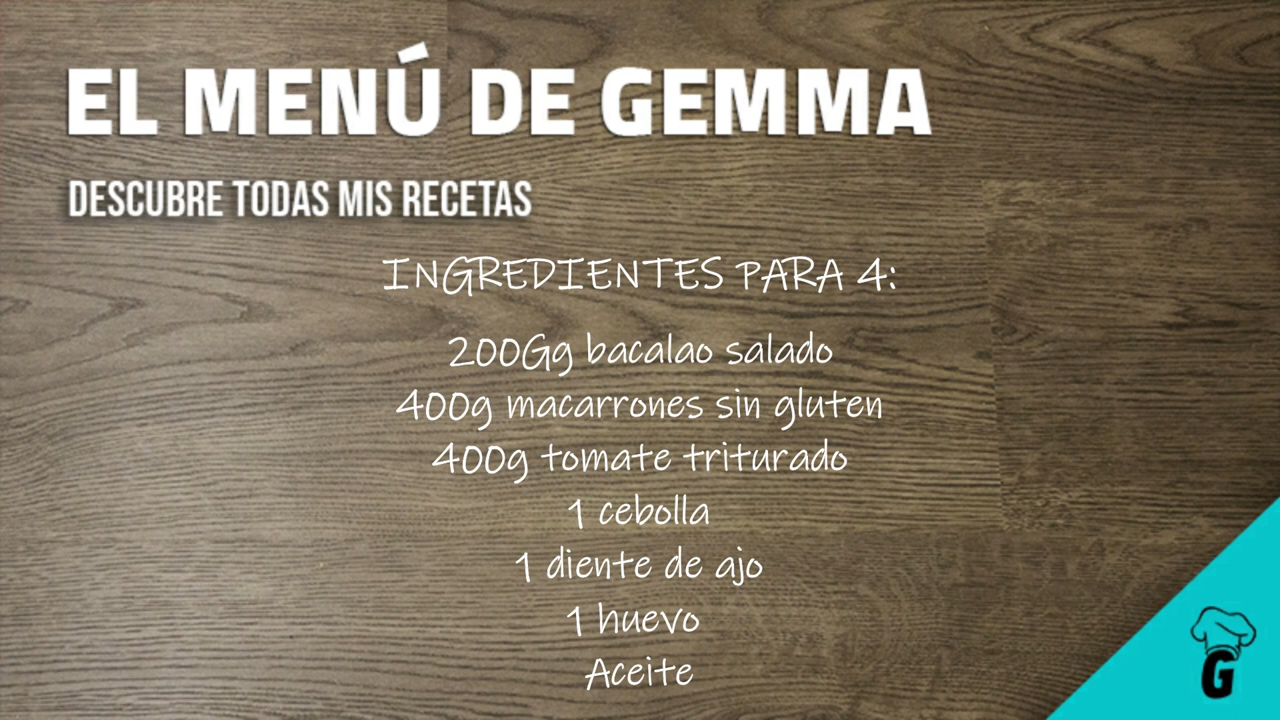 EL MENÚ DE GEMMA
DESCUBRE TODAS MIS RECETAS
INGREDIENTES PARA 4:
200Gg bacalao salado
400g macarrones sin gluten
400g tomate triturado
1 cebolla
1 diente de ajo
1 huevo
Aceite
G